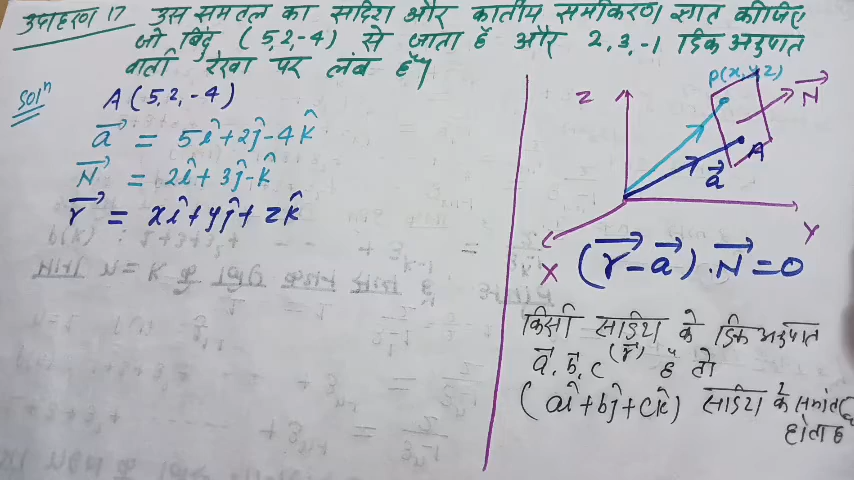 उदाहरण 17 उस समतल का सदिश और कार्तीय समीकरण ज्ञात कीजिए
जो बिंदु (5,2,-4) से जाता है और 2,3,-1 दिक अनुपात
वाली रेखा पर लंब है।
Solⁿ
A (5,2,-4)
a⃗ = 5î+2ĵ-4k̂
N⃗ = 2î+3ĵ-k̂
r⃗ = xî+yĵ+zk̂
P(x,y,z)
Z
N⃗
A
a⃗
Y
X
(r⃗-a⃗).N⃗=0
किसी सदिश के दिक अनुपात
a⃗, b⃗, c (r⃗) है तो
(aî+bĵ+ck̂) सदिश के समांतर
होता है